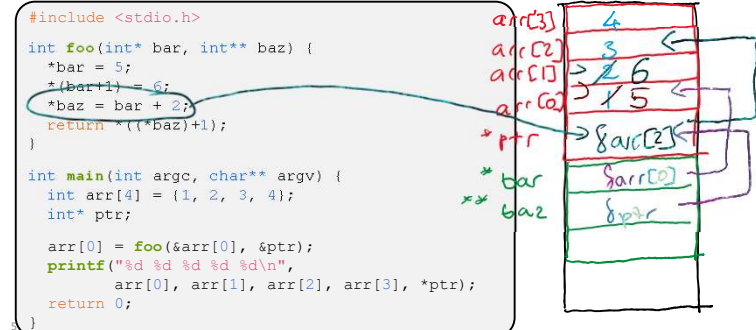 #include <stdio.h>
int foo(int* bar, int** baz) {
*bar = 5;
*(bar+1) = 6;
*baz = bar + 2;
return *((*baz)+1);
}
int main(int argc, char** argv) {
int arr[4] = {1, 2, 3, 4};
int* ptr;
arr[0] = foo(&arr[0], &ptr);
printf("%d %d %d %d %d\n",
arr[0], arr[1], arr[2], arr[3], *ptr);
return 0;
}
5
arr[3] 4
arr[2] 3
arr[1] 2 6
arr[0] 1 5
*ptr &arr[2]
*bar &arr[0]
**baz &ptr